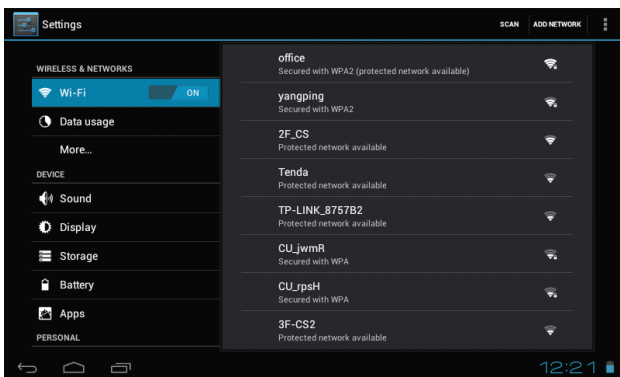 Settings
SCAN ADD NETWORK
WIRELESS & NETWORKS
Wi-Fi ON
Data usage
More...
DEVICE
Sound
Display
Storage
Battery
Apps
PERSONAL
office
Secured with WPA2 (protected network available)
yangping
Secured with WPA2
2F_CS
Protected network available
Tenda
Protected network available
TP-LINK_8757B2
Protected network available
CU_jwmR
Secured with WPA
CU_rpsH
Secured with WPA
3F-CS2
Protected network available
12:21